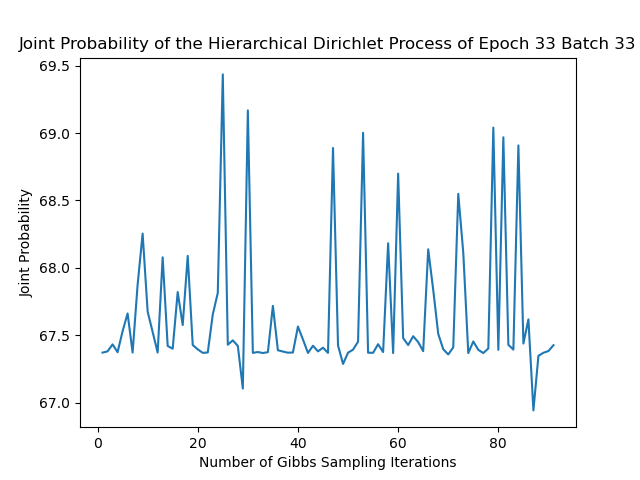 Joint Probability of the Hierarchical Dirichlet Process of Epoch 33 Batch 33
69.5
69.0
68.5
68.0
67.5
67.0
Joint Probability
0 20 40 60 80
Number of Gibbs Sampling Iterations